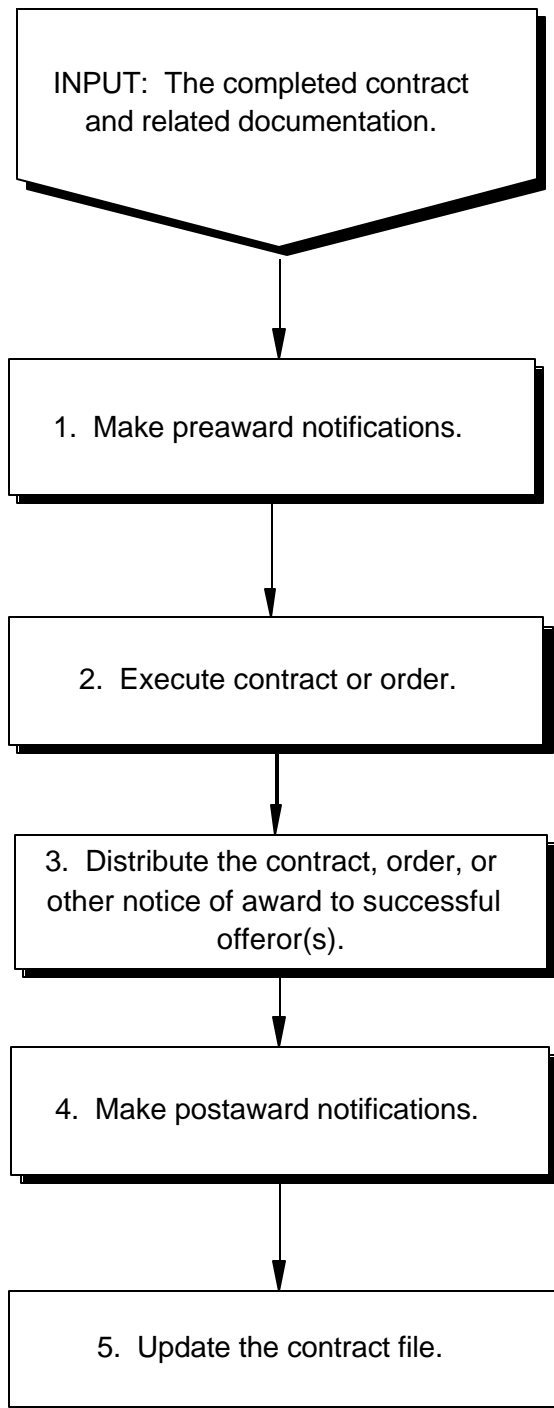 INPUT: The completed contract
and related documentation.
1. Make preaward notifications.
2. Execute contract or order.
3. Distribute the contract, order, or
other notice of award to successful
offeror(s).
4. Make postaward notifications.
5. Update the contract file.